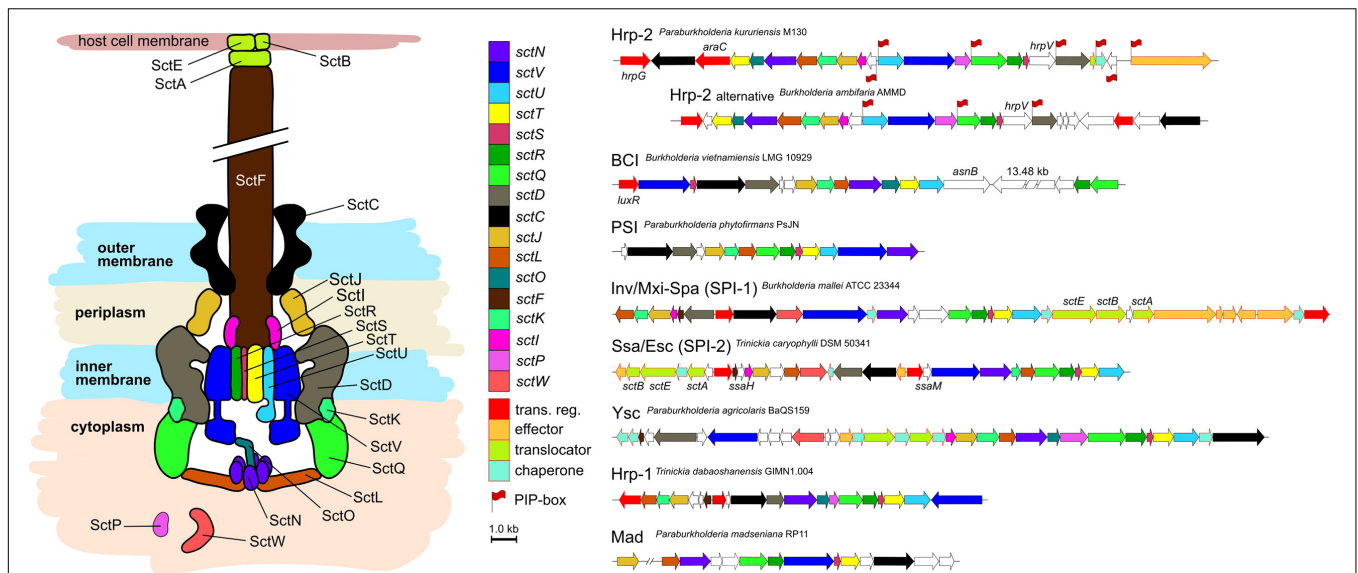 host cell membrane
SctE
SctB
SctA
SctF
SctC
outer
membrane
SctJ
SctI
periplasm
SctR
SctS
SctT
SctU
inner
membrane
SctD
SctK
cytoplasm
SctV
SctQ
SctL
SctO
SctN
SctP
SctW
sctN
sctV
sctU
sctT
sctS
sctR
sctQ
sctD
sctC
sctJ
sctL
sctO
sctF
sctK
sctI
sctP
sctW
trans. reg.
effector
translocator
chaperone
PIP-box
1.0 kb
Hrp-2 Paraburkholderia kururiensis M130
araC
hrpV
hrpG
Hrp-2 alternative Burkholderia ambifaria AMMD
hrpV
BCI Burkholderia vietnamiensis LMG 10929
asnB 13.48 kb
luxR
PSI Paraburkholderia phytofirmans PsJN
Inv/Mxi-Spa (SPI-1) Burkholderia mallei ATCC 23344
sctE sctB sctA
Ssa/Esc (SPI-2) Trinickia caryophylli DSM 50341
sctB sctE sctA ssaH ssaM
Ysc Paraburkholderia agricolaris BaQS159
Hrp-1 Trinickia dabaoshanensis GIMN1.004
Mad Paraburkholderia madseniana RP11